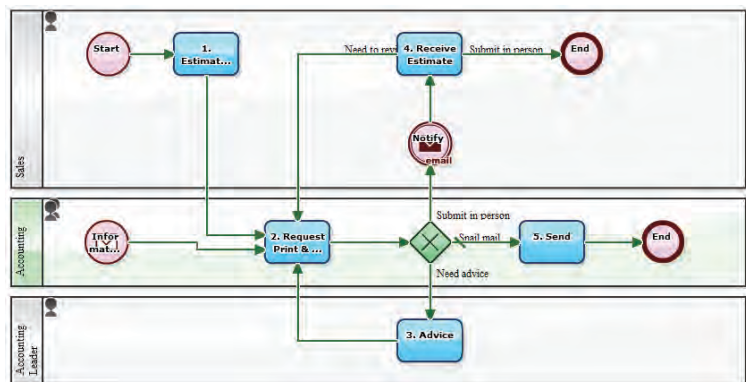 Sales
Start
1.
Estimat...
Need to
4. Receive
Estimate
Submit in person
End
Notify
email
Accounting
Infor
mat...
2. Request
Print & ...
Submit in person
Snail mail
Need advice
5. Send
End
Accounting
Leader
3. Advice